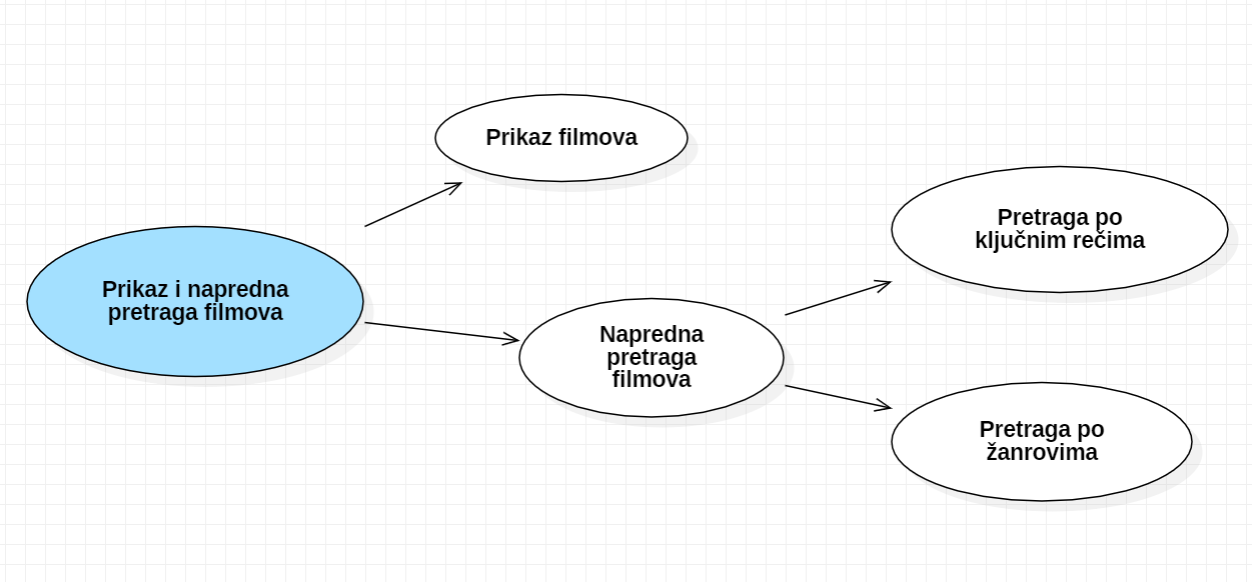 Prikaz filmova
Pretraga po
ključnim rečima
Prikaz i napredna
pretraga filmova
Napredna
pretraga
filmova
Pretraga po
žanrovima